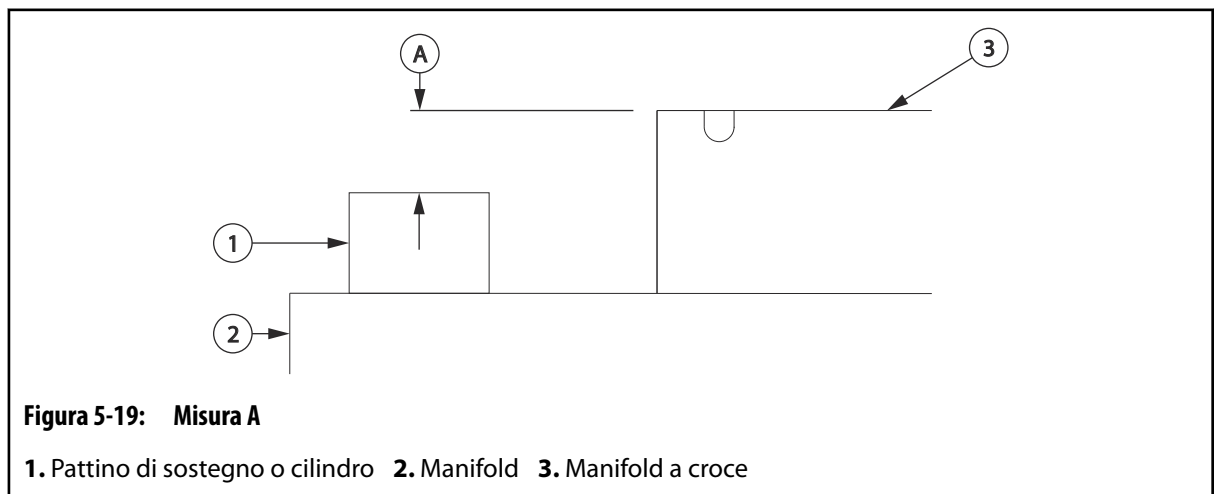 A
3
1
2
Figura 5-19: Misura A
1. Pattino di sostegno o cilindro 2. Manifold 3. Manifold a croce